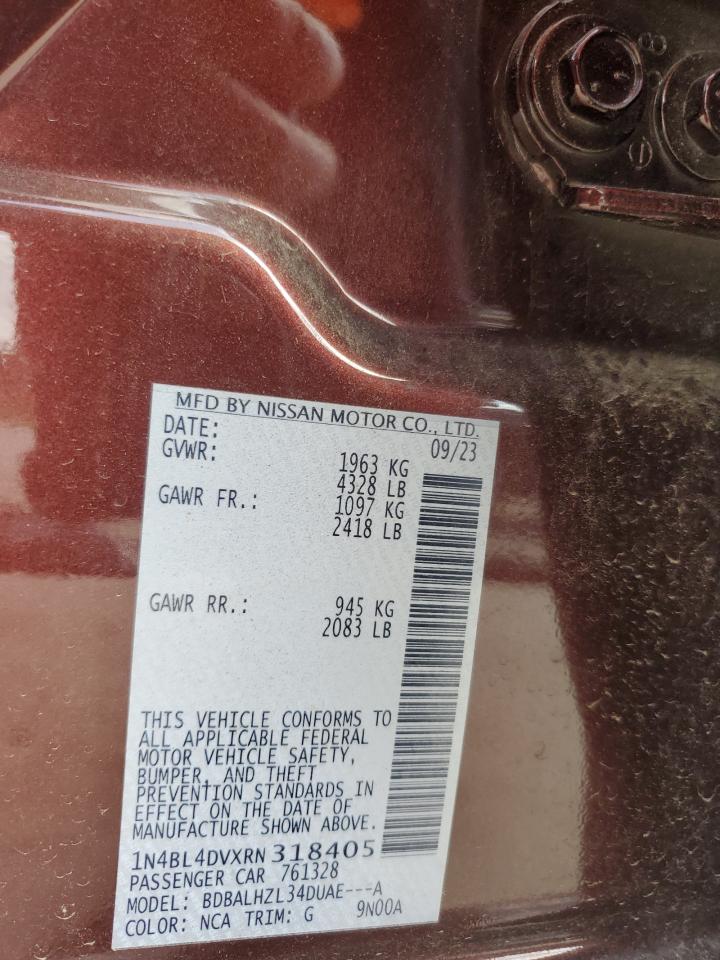 MFD BY NISSAN MOTOR CO., LTD.
DATE: 09/23
GVWR: 1963 KG
4328 LB
GAWR FR.: 1097 KG
2418 LB
GAWR RR.: 945 KG
2083 LB
THIS VEHICLE CONFORMS TO
ALL APPLICABLE FEDERAL
MOTOR VEHICLE SAFETY,
BUMPER, AND THEFT
PREVENTION STANDARDS IN
EFFECT ON THE DATE OF
MANUFACTURE SHOWN ABOVE.
1N4BL4DVXRN318405
PASSENGER CAR 761328
MODEL: BDBALHZL34DUAE---A
COLOR: NCA TRIM: G 9N00A